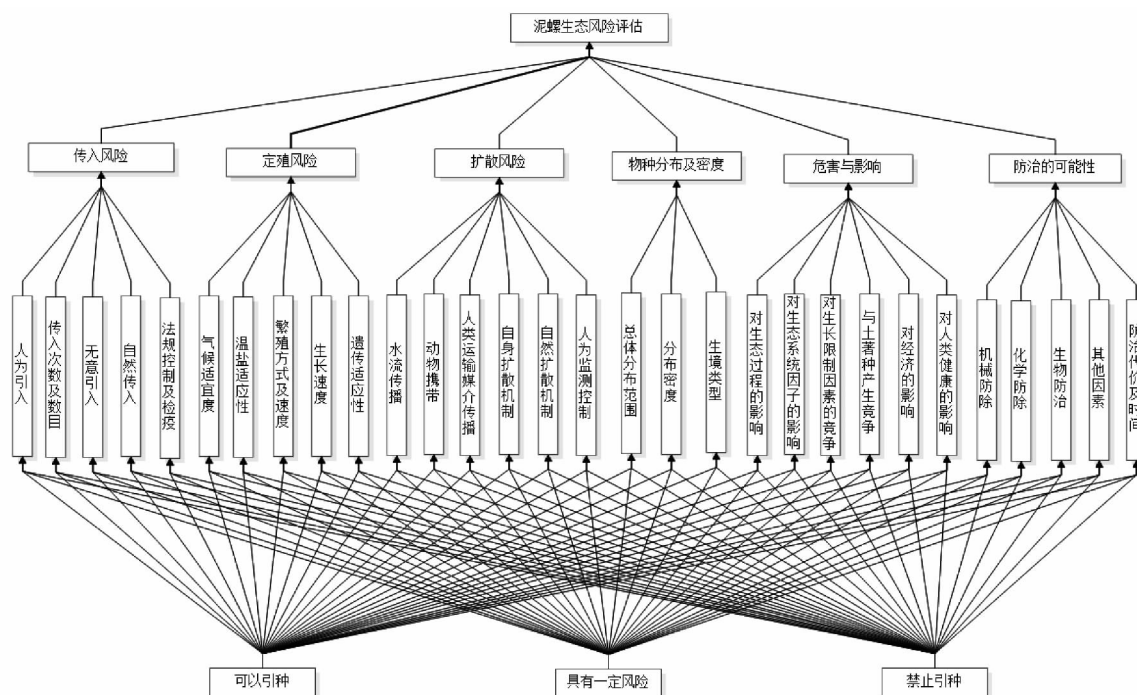 泥螺生态风险评估
传入风险
定殖风险
扩散风险
物种分布及密度
危害与影响
防治的可能性
人为引入
传入次数及数目
无意引入
自然传入
法规控制及检疫
气候适宜度
温盐适应性
繁殖方式及速度
生长速度
遗传适应性
水流传播
动物携带
人类运输媒介传播
自身扩散机制
自然扩散机制
人为监测控制
总体分布范围
分布密度
生境类型
对生态过程的影响
对生态系统因子的影响
对生长限制因素的竞争
与土著种产生竞争
对经济的影响
对人类健康的影响
机械防除
化学防除
生物防治
其他因素
防治代价及时间
可以引种
具有一定风险
禁止引种